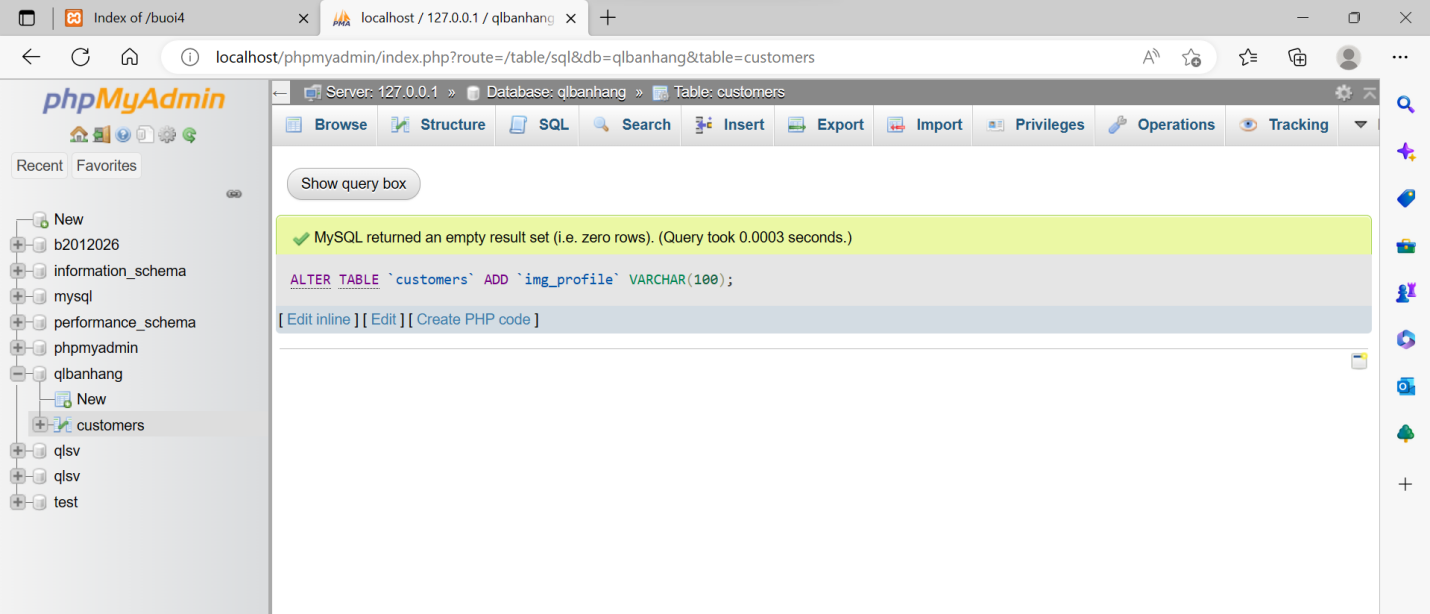 Index of /buoi4
localhost / 127.0.0.1 / qlbanhang
localhost/phpmyadmin/index.php?route=/table/sql&db=qlbanhang&table=customers
phpMyAdmin
Recent Favorites
New
b2012026
information_schema
mysql
performance_schema
phpmyadmin
qlbanhang
New
customers
qlsv
qlsv
test
Server: 127.0.0.1 » Database: qlbanhang » Table: customers
Browse Structure SQL Search Insert Export Import Privileges Operations Tracking
Show query box
MySQL returned an empty result set (i.e. zero rows). (Query took 0.0003 seconds.)
ALTER TABLE `customers` ADD `img_profile` VARCHAR(100);
[ Edit inline ] [ Edit ] [ Create PHP code ]